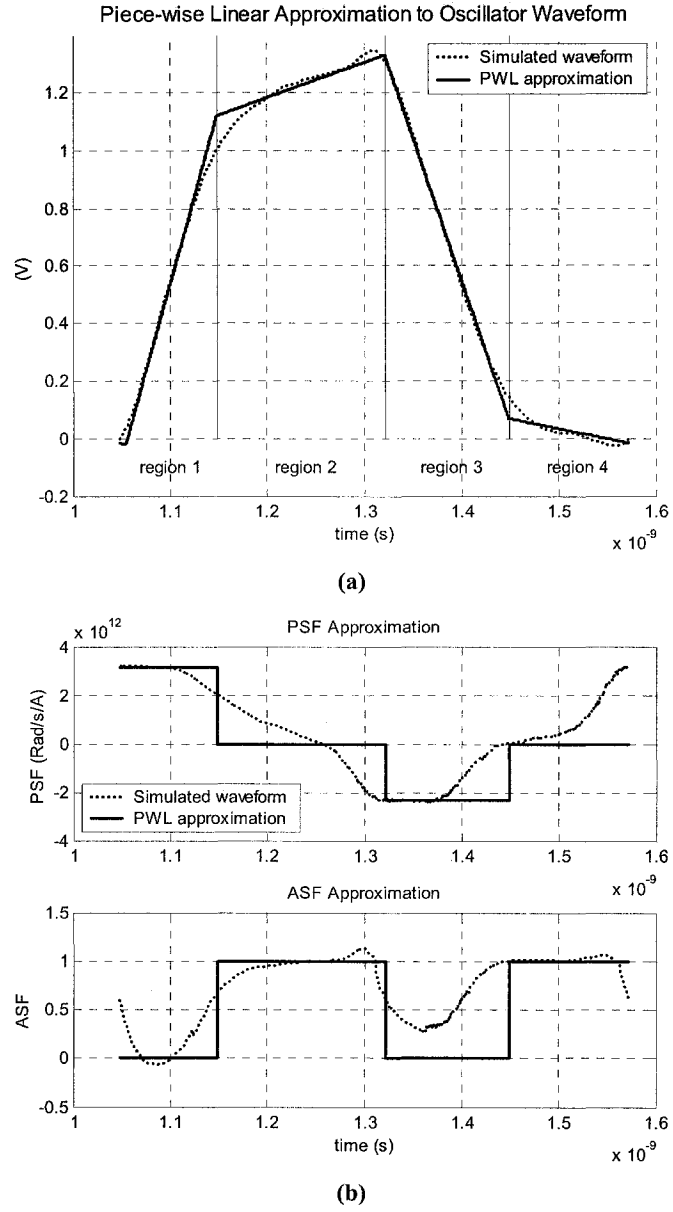 Piece-wise Linear Approximation to Oscillator Waveform
Simulated waveform
PWL approximation
1.2
1
0.8
0.6
0.4
0.2
0
-0.2
(V)
region 1
region 2
region 3
region 4
1
1.1
1.2
1.3
1.4
1.5
1.6
time (s)
x 10⁻⁹
(a)
x 10¹²
PSF Approximation
4
2
0
-2
-4
PSF (Rad/s/A)
Simulated waveform
PWL approximation
1
1.1
1.2
1.3
1.4
1.5
1.6
x 10⁻⁹
ASF Approximation
1.5
1
0.5
0
-0.5
ASF
1
1.1
1.2
1.3
1.4
1.5
1.6
time (s)
x 10⁻⁹
(b)